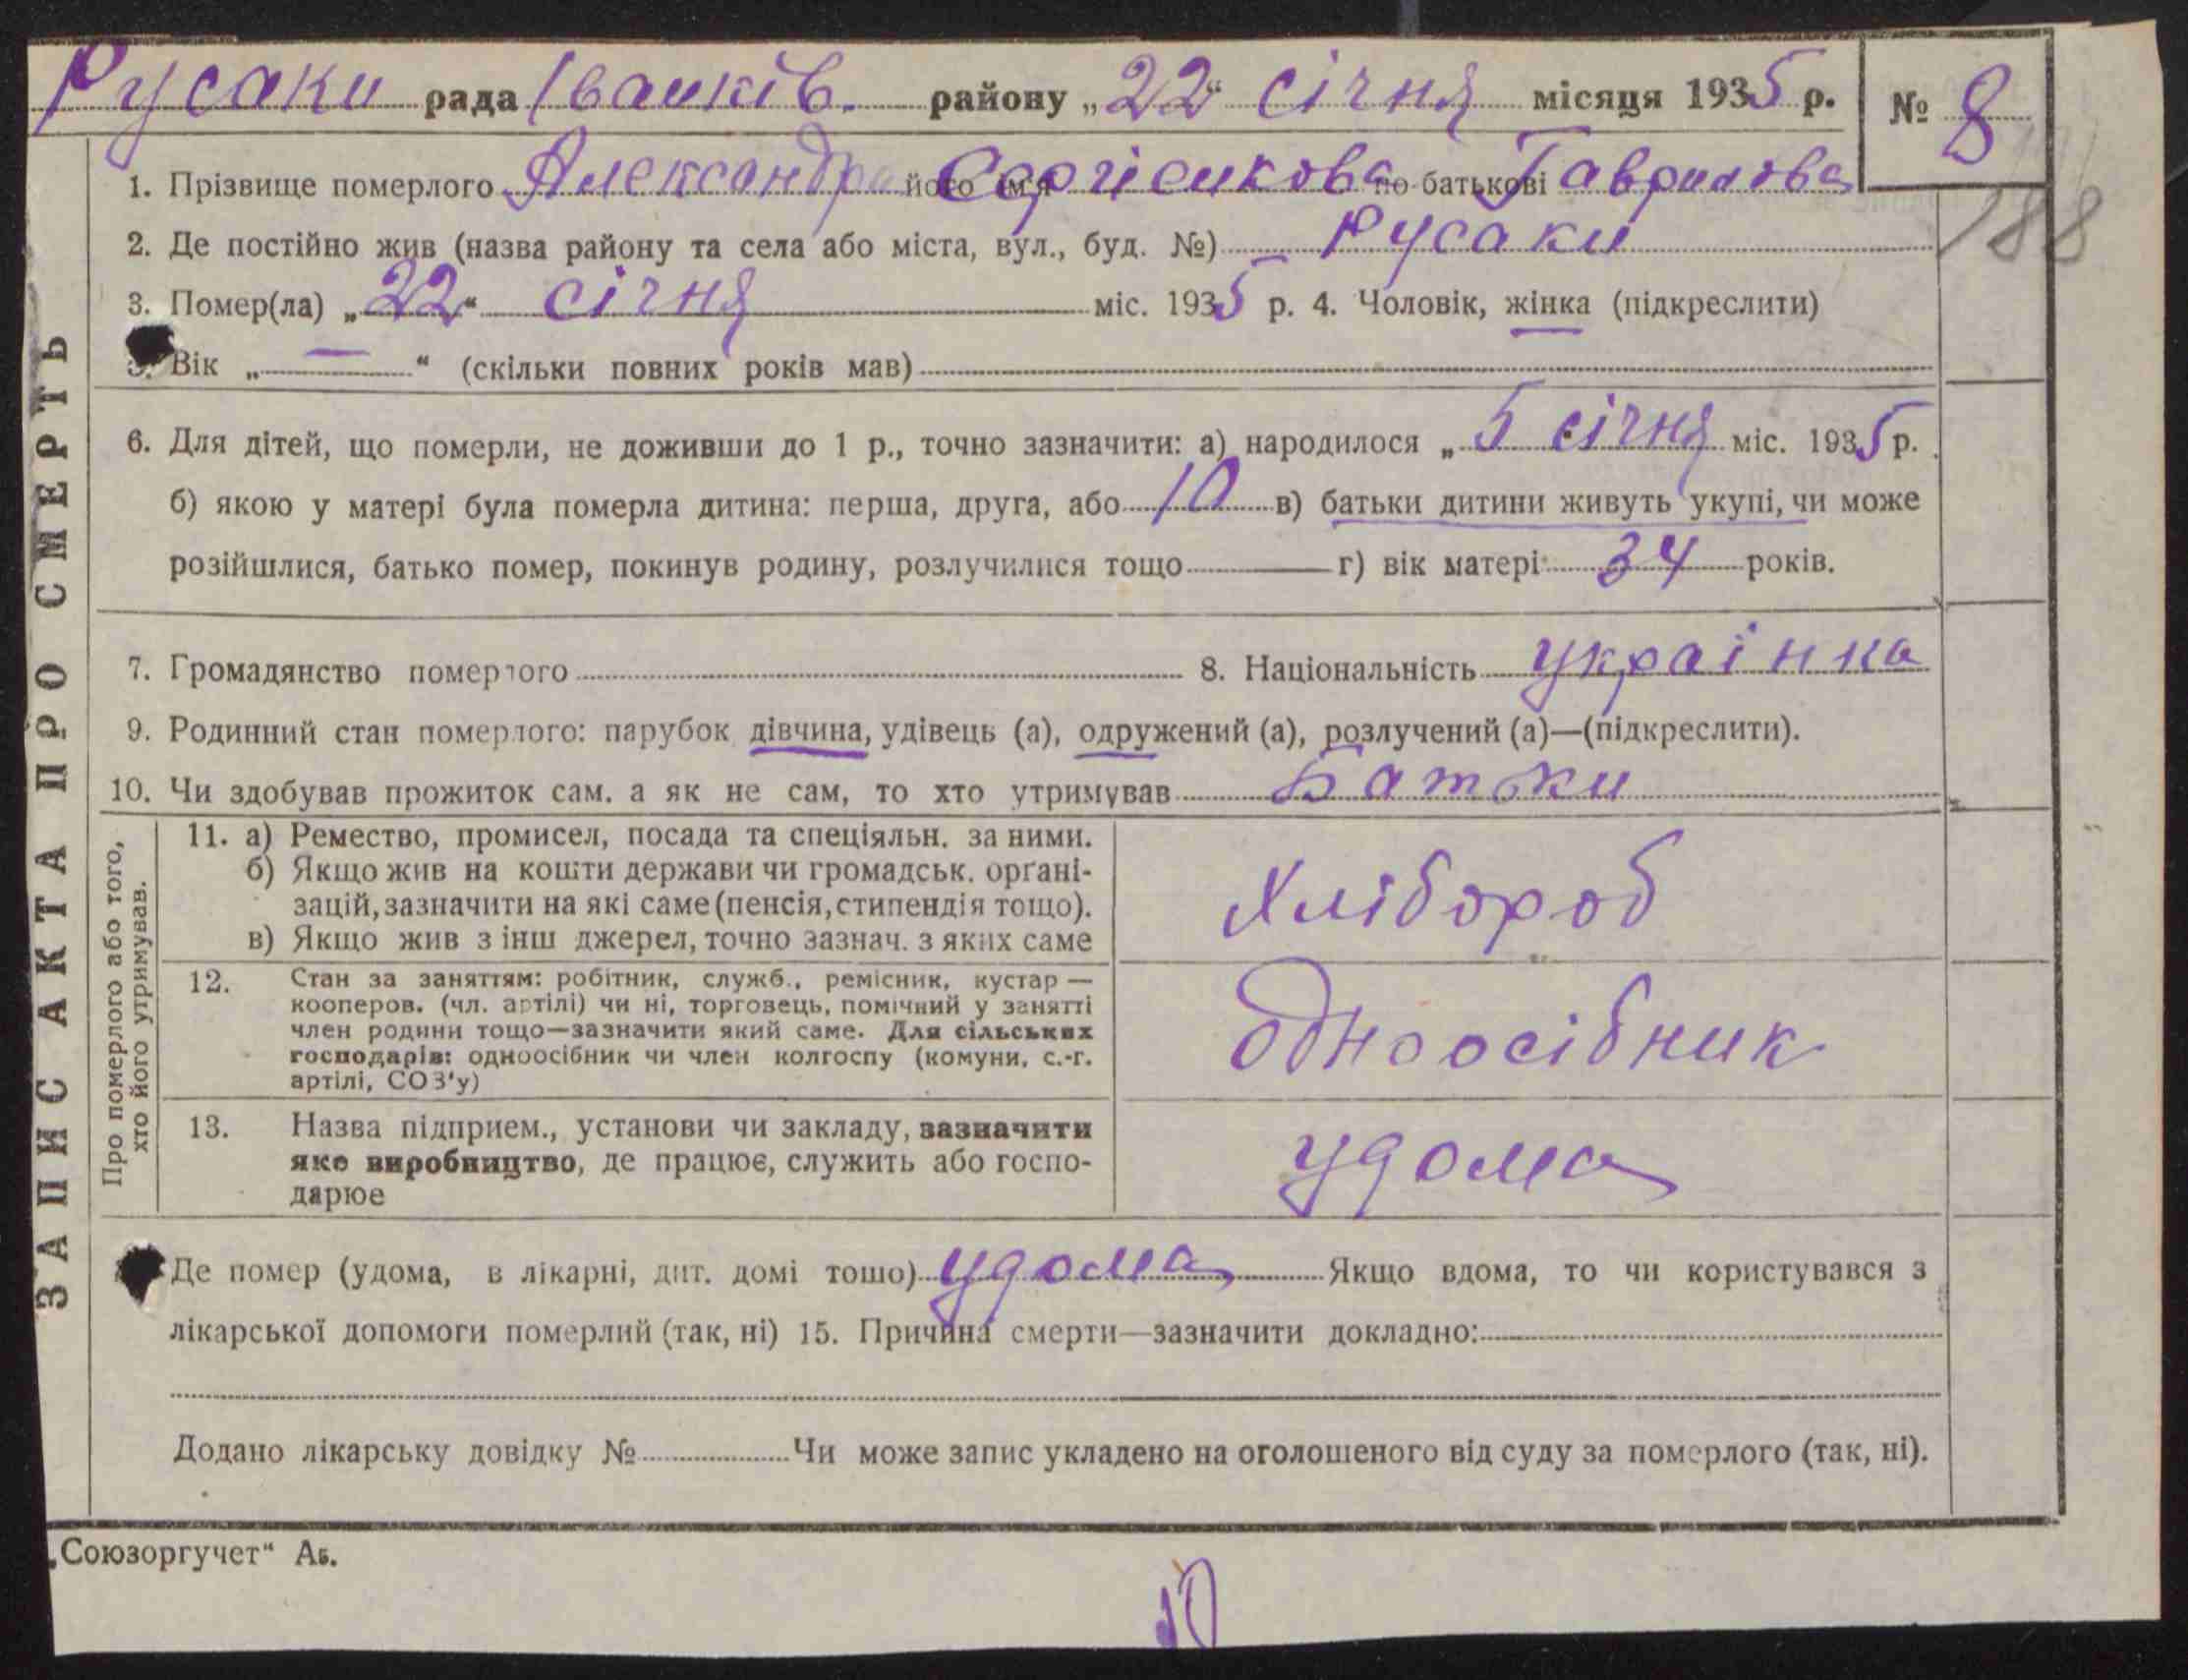 Русаки рада Іванків. району „22“ січня місяця 1935 р. № 8
1. Прізвище померлого Александра його ім'я Сергієнкова по батькові Гаврилова
2. Де постійно жив (назва району та села або міста, вул., буд. №) Русаки
188
3. Помер(ла) „22“ січня міс. 1935 р. 4. Чоловік, жінка (підкреслити)
5. Вік „—“ (скільки повних років мав)
6. Для дітей, що померли, не доживши до 1 р., точно зазначити: а) народилося „5 січня міс. 1935 р.
б) якою у матері була померла дитина: перша, друга, або 10 в) батьки дитини живуть укупі, чи може
розійшлися, батько помер, покинув родину, розлучилися тощо г) вік матері 34 років.
7. Громадянство померлого 8. Національність українка
9. Родинний стан померлого: парубок дівчина, удівець (а), одружений (а), розлучений (а)—(підкреслити).
10. Чи здобував прожиток сам. а як не сам, то хто утримував Батьки
ЗАПИС АКТА ПРО СМЕРТЬ
Про померлого або того,
хто його утримував.
11. а) Ремество, промисел, посада та спеціяльн. за ними.
б) Якщо жив на кошти держави чи громадськ. орґані-
зацій, зазначити на які саме (пенсія, стипендія тощо).
в) Якщо жив з інш джерел, точно зазнач. з яких саме
Хлібороб
12. Стан за заняттям: робітник, служб., ремісник, кустар —
кооперов. (чл. артілі) чи ні, торговець, помічний у занятті
член родини тощо—зазначити який саме. Для сільських
господарів: одноосібник чи член колгоспу (комуни, с.-г.
артілі, СОЗ'у)
Одноосібник
13. Назва підприєм., установи чи закладу, зазначити
яке виробництво, де працює, служить або госпо-
дарює
удома
Де помер (удома, в лікарні, дит. домі тощо) удома Якщо вдома, то чи користувався з
лікарської допомоги померлий (так, ні) 15. Причина смерти—зазначити докладно:
Додано лікарську довідку № Чи може запис укладено на оголошеного від суду за померлого (так, ні).
„Союзоргучет“ Аб.